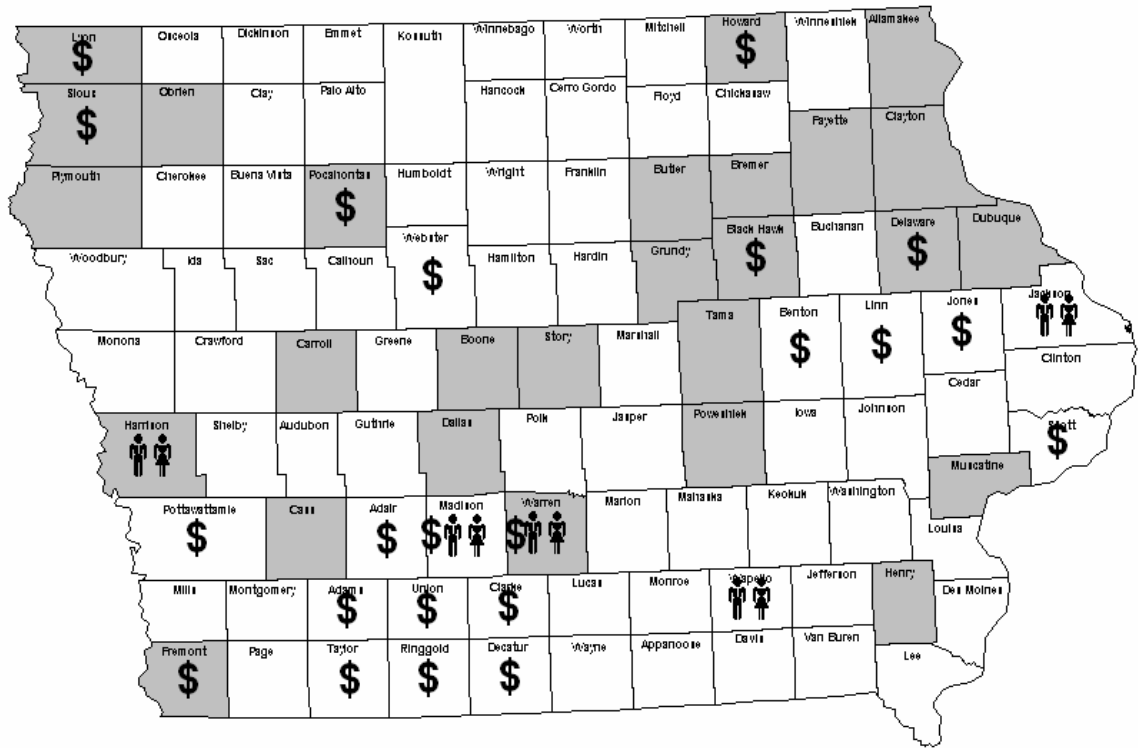 Lyon
$
Osceola
Dickinson
Emmet
Kossuth
Winnebago
Worth
Mitchell
Howard
$
Winneshiek
Allamakee
Sioux
$
Obrien
Clay
Palo Alto
Hancock
Cerro Gordo
Floyd
Chickasaw
Fayette
Clayton
Plymouth
Cherokee
Buena Vista
Pocahontas
$
Humboldt
Wright
Franklin
Butler
Bremer
Woodbury
Ida
Sac
Calhoun
Webster
$
Hamilton
Hardin
Grundy
Black Hawk
$
Buchanan
Delaware
$
Dubuque
Monona
Crawford
Carroll
Greene
Boone
Story
Marshall
Tama
Benton
$
Linn
$
Jones
$
Jackson
Clinton
Cedar
Harrison
Shelby
Audubon
Guthrie
Dallas
Polk
Jasper
Poweshiek
Iowa
Johnson
Scott
$
Muscatine
Pottawattamie
$
Cass
Adair
$
Madison
$
Warren
$
Marion
Mahaska
Keokuk
Washington
Louisa
Mills
Montgomery
Adams
$
Union
$
Clarke
$
Lucas
Monroe
Wapello
Jefferson
Henry
Des Moines
Fremont
$
Page
Taylor
$
Ringgold
$
Decatur
$
Wayne
Appanoose
Davis
Van Buren
Lee